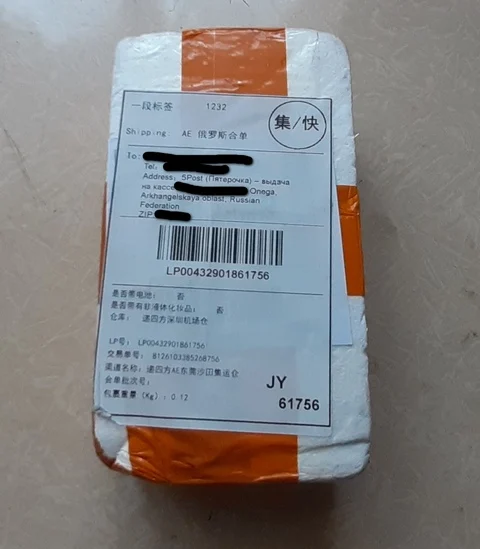 一段标签 1232
集/快
Shipping: AE 俄罗斯合单
To:
Tel:
Address: 5Post (Пятерочка) – выдача
на кассе Onega,
Arkhangelskaya oblast, Russian
Federation
ZIP:
LP00432901861756
是否带电池: 否
是否带有非液体化妆品: 否
仓库: 递四方深圳机场仓
LP号: LP00432901861756
交易单号: 8126103385268756
渠道名称: 递四方AE东莞沙田集运仓
合单批次号:
包裹重量 (Kg): 0.12
JY
61756